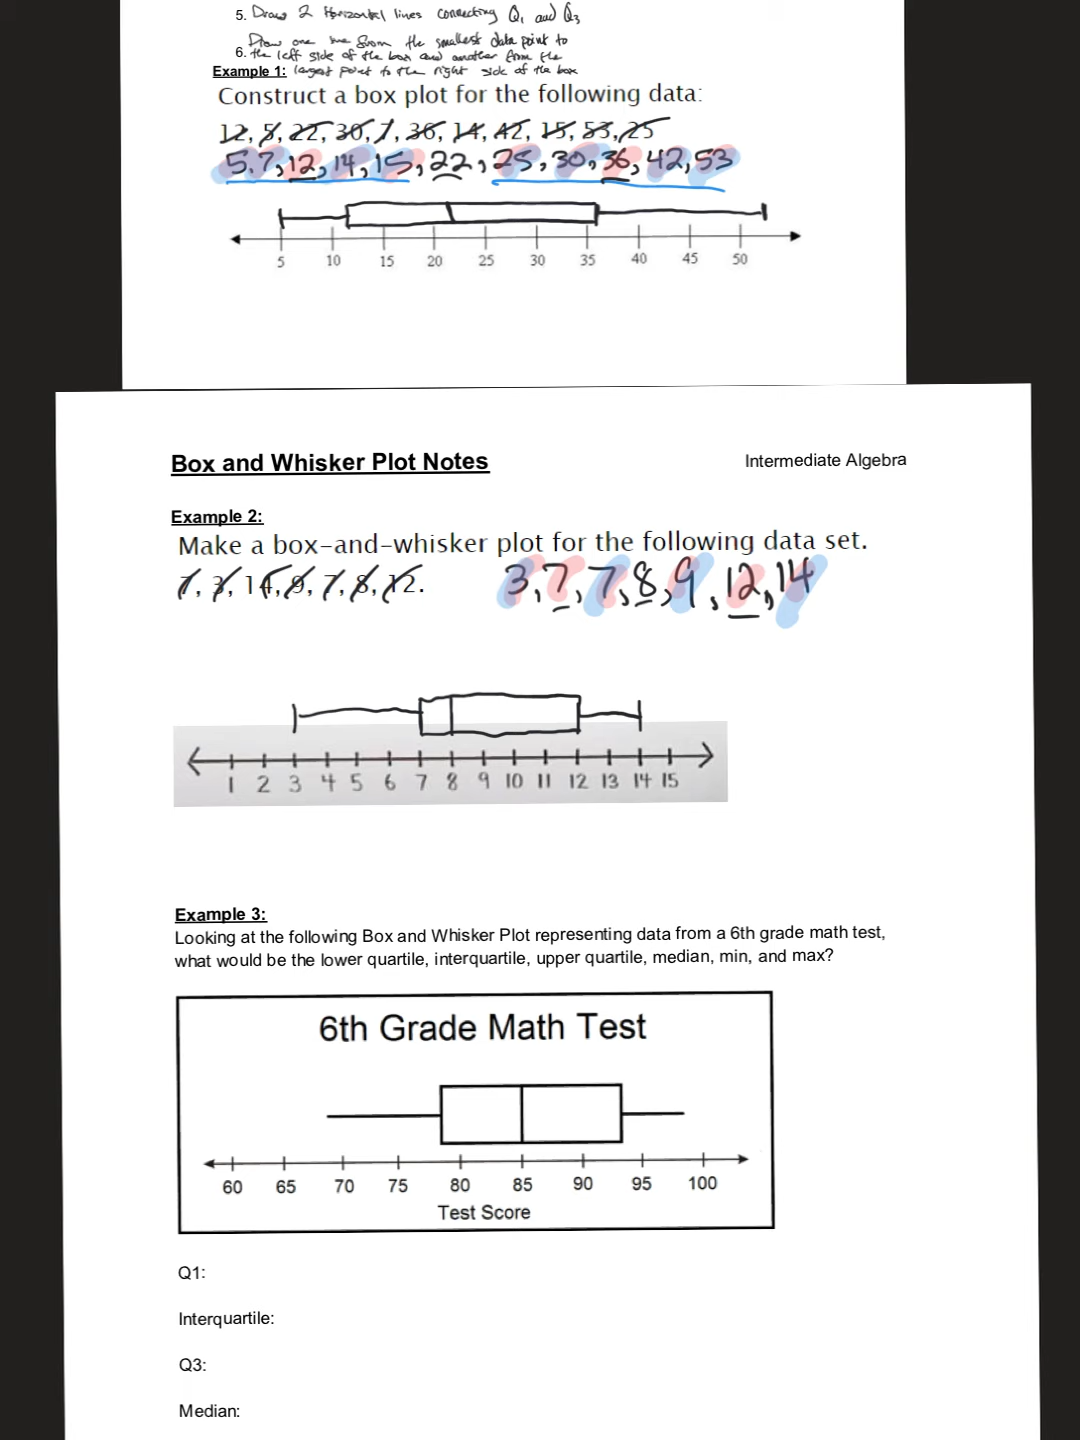 5. Draw 2 Horizontal lines connecting Q1 and Q3
Draw one line from the smallest data point to
6. the left side of the box and another from the
Example 1: largest point to the right side of the box
Construct a box plot for the following data:
12, 5, 22, 30, 7, 36, 14, 42, 15, 53, 25
5, 7, 12, 14, 15, 22, 25, 30, 36, 42, 53
5 10 15 20 25 30 35 40 45 50
Box and Whisker Plot Notes Intermediate Algebra
Example 2:
Make a box-and-whisker plot for the following data set.
7, 3, 14, 9, 7, 8, 12. 3, 7, 7, 8, 9, 12, 14
1 2 3 4 5 6 7 8 9 10 11 12 13 14 15
Example 3:
Looking at the following Box and Whisker Plot representing data from a 6th grade math test,
what would be the lower quartile, interquartile, upper quartile, median, min, and max?
6th Grade Math Test
60 65 70 75 80 85 90 95 100
Test Score
Q1:
Interquartile:
Q3:
Median: